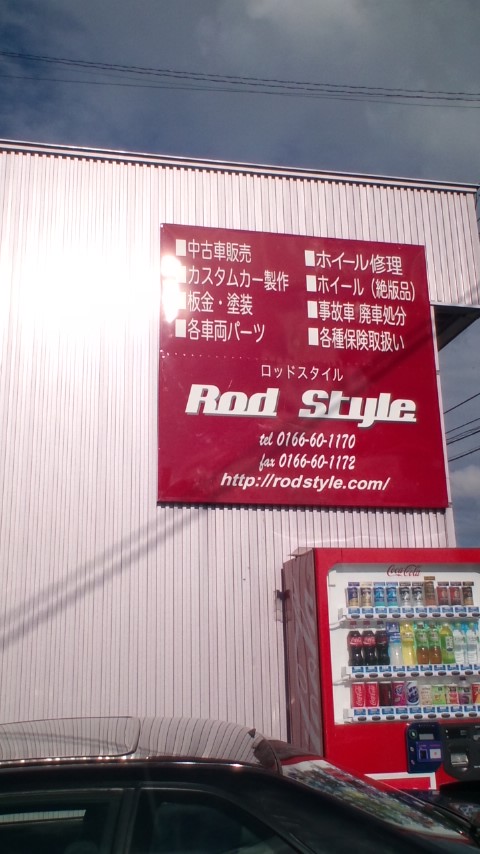 ■中古車販売
■カスタムカー製作
■板金・塗装
■各車両パーツ
■ホイール修理
■ホイール（絶版品）
■事故車 廃車処分
■各種保険取扱い
ロッドスタイル
Rod Style
tel 0166-60-1170
fax 0166-60-1172
http://rodstyle.com/
Coca-Cola